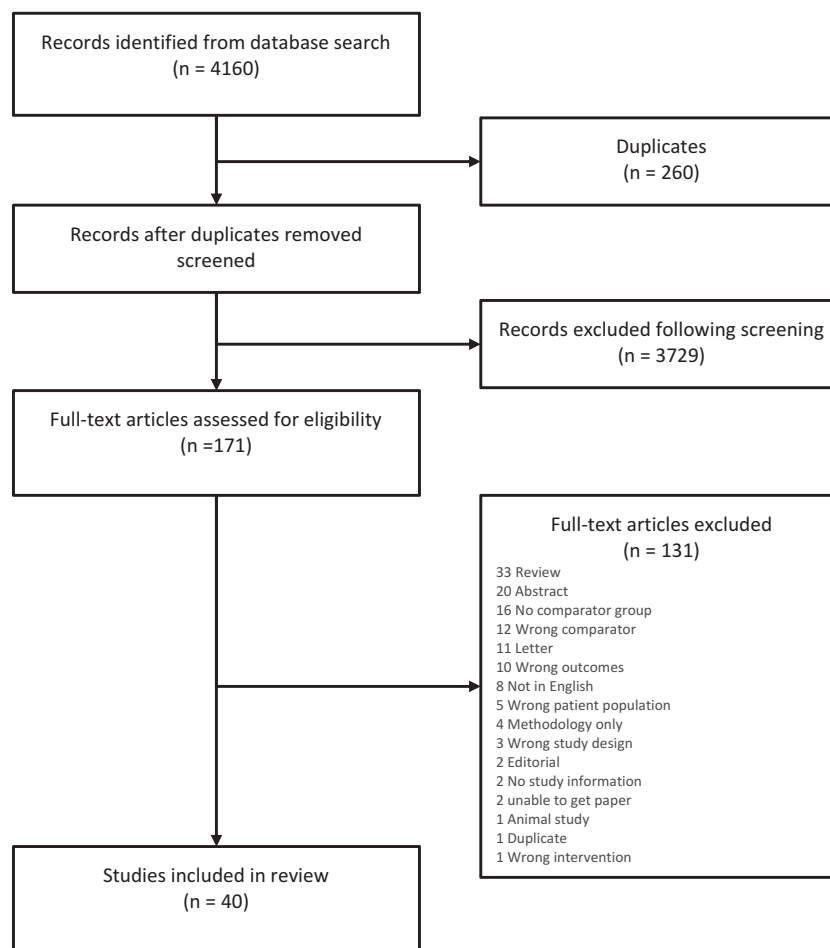 Records identified from database search
(n = 4160)
Duplicates
(n = 260)
Records after duplicates removed
screened
Records excluded following screening
(n = 3729)
Full-text articles assessed for eligibility
(n =171)
Full-text articles excluded
(n = 131)
33 Review
20 Abstract
16 No comparator group
12 Wrong comparator
11 Letter
10 Wrong outcomes
8 Not in English
5 Wrong patient population
4 Methodology only
3 Wrong study design
2 Editorial
2 No study information
2 unable to get paper
1 Animal study
1 Duplicate
1 Wrong intervention
Studies included in review
(n = 40)